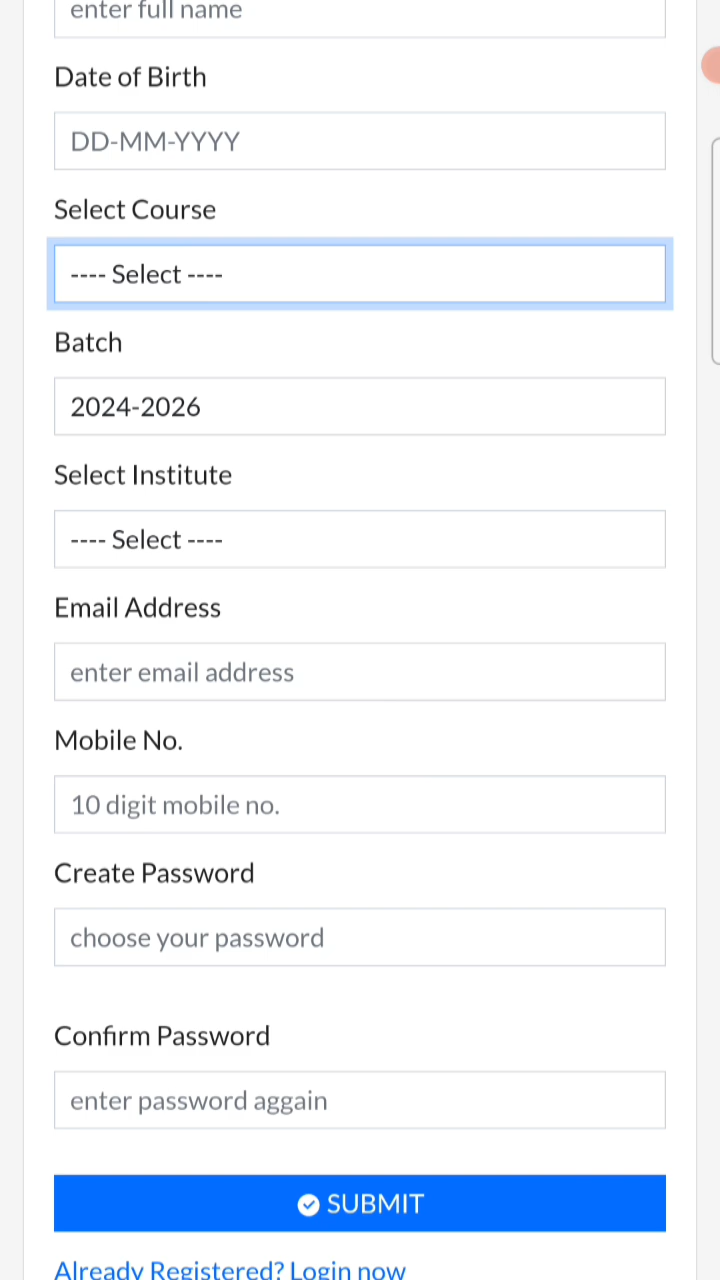 enter full name
Date of Birth
DD-MM-YYYY
Select Course
---- Select ----
Batch
2024-2026
Select Institute
---- Select ----
Email Address
enter email address
Mobile No.
10 digit mobile no.
Create Password
choose your password
Confirm Password
enter password aggain
SUBMIT
Already Registered? Login now